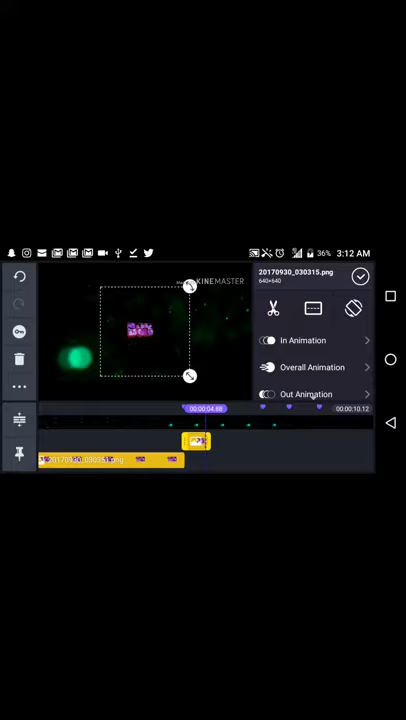 36% 3:12 AM
KINEMASTER
20170930_030315.png
640×640
In Animation
Overall Animation
Out Animation
00:00:04.88
00:00:10.12